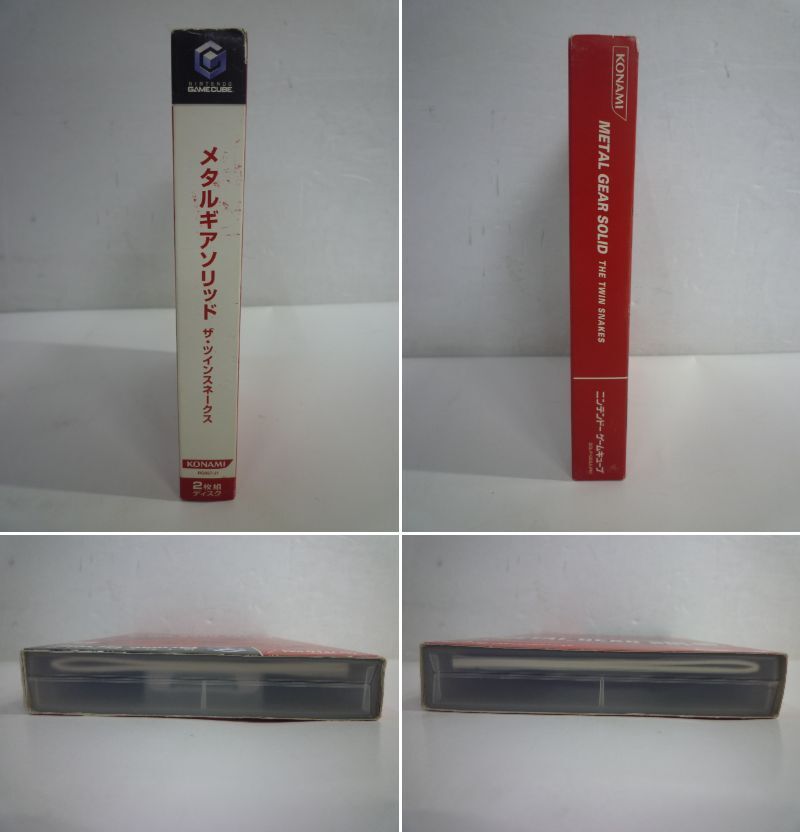 NINTENDO
GAMECUBE
メタルギアソリッド ザ・ツインスネークス
KONAMI
2枚組
ディスク
KONAMI
METAL GEAR SOLID THE TWIN SNAKES
ニンテンドー ゲームキューブ